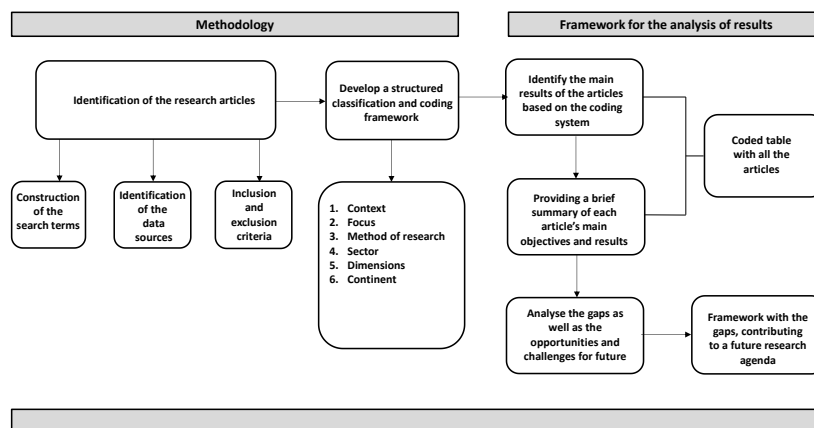 Methodology
Framework for the analysis of results
Identification of the research articles
Develop a structured
classification and coding
framework
Identify the main
results of the articles
based on the coding
system
Coded table
with all the
articles
Construction
of the
search terms
Identification
of the
data
sources
Inclusion
and
exclusion
criteria
1. Context
2. Focus
3. Method of research
4. Sector
5. Dimensions
6. Continent
Providing a brief
summary of each
article's main
objectives and results
Analyse the gaps as
well as the
opportunities and
challenges for future
Framework with the
gaps, contributing
to a future research
agenda